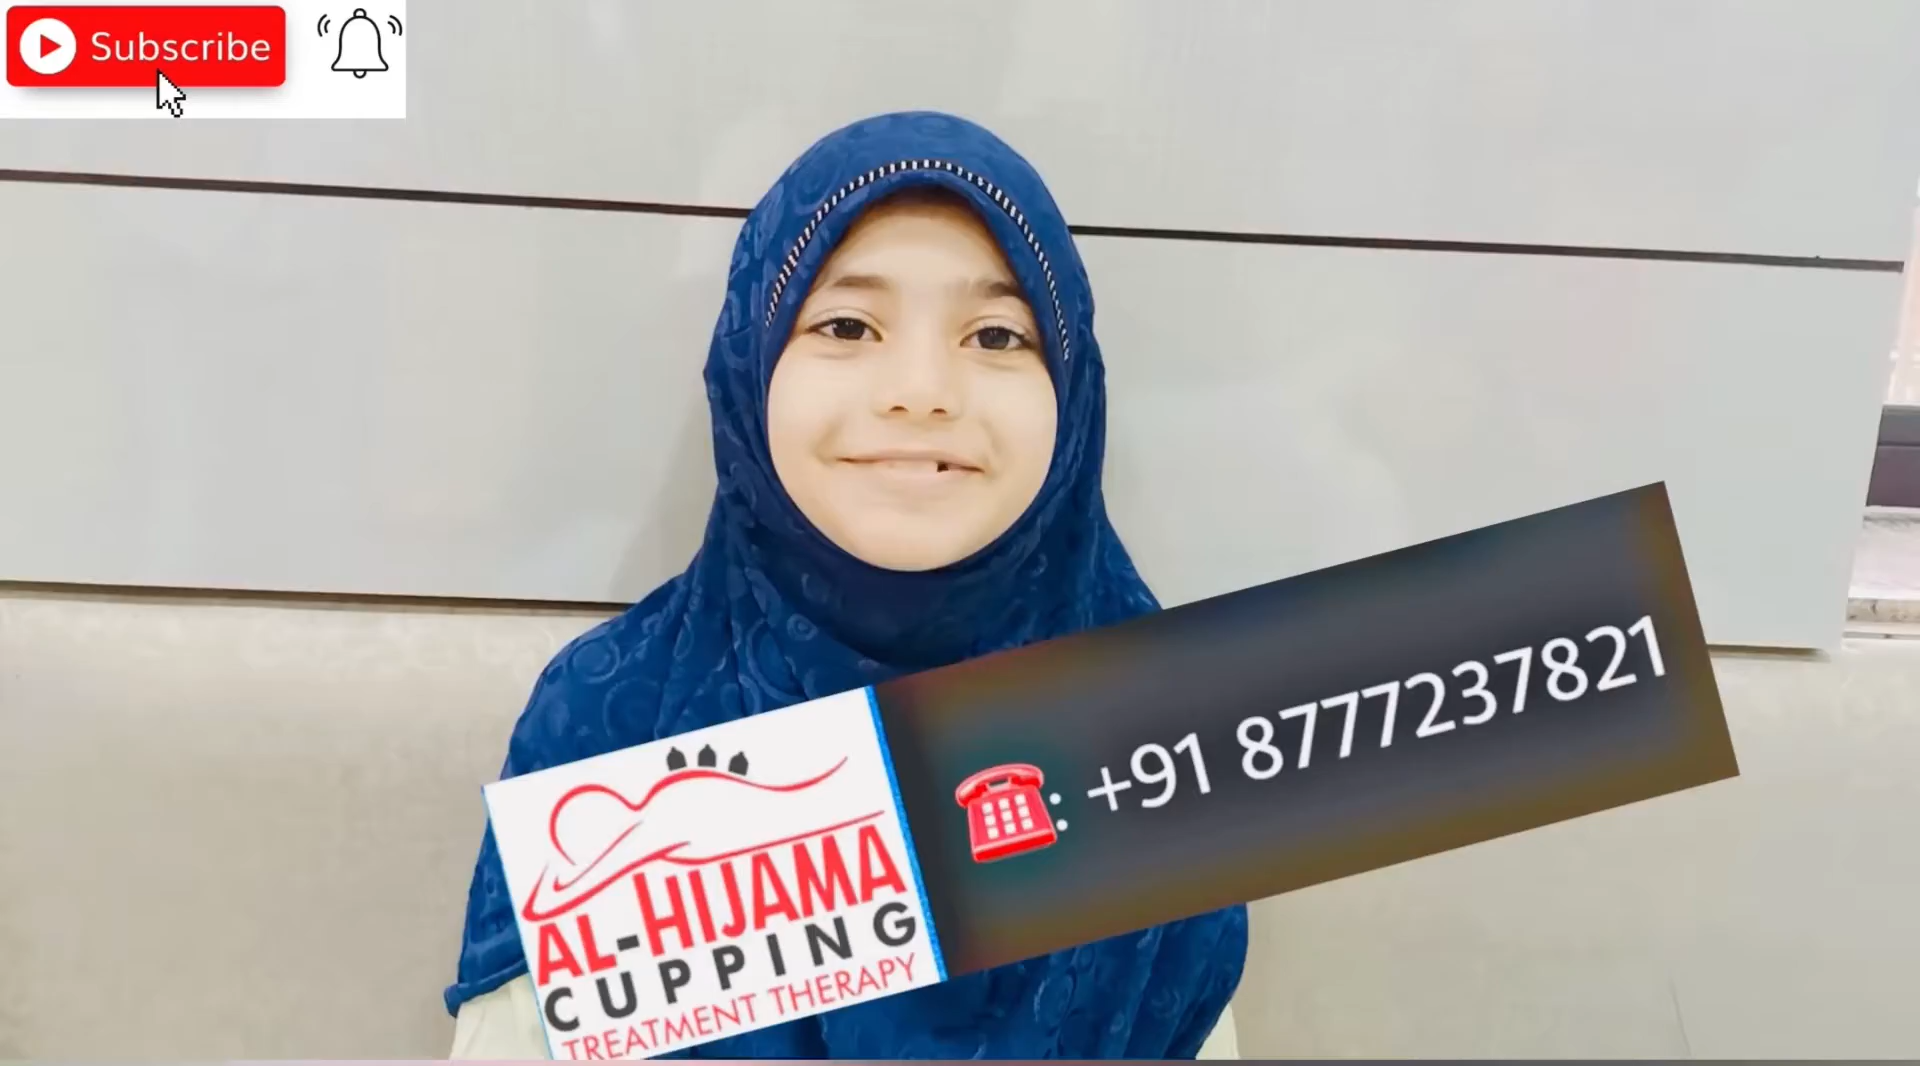 Subscribe
☎: +91 8777237821
AL-HIJAMA
CUPPING
TREATMENT THERAPY